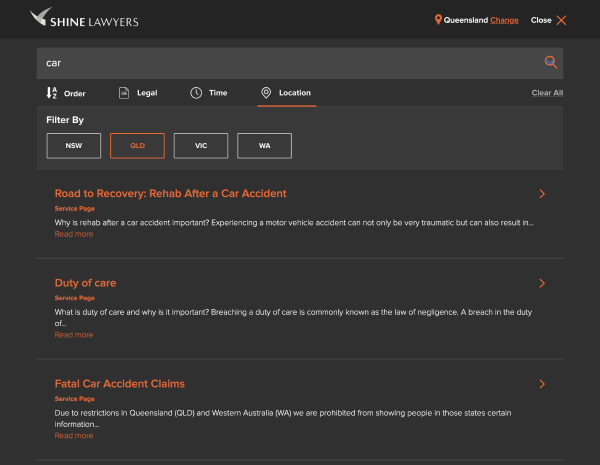 SHINE LAWYERS
Queensland Change
Close
car
Order
Legal
Time
Location
Clear All
Filter By
NSW
QLD
VIC
WA
Road to Recovery: Rehab After a Car Accident
Service Page
Why is rehab after a car accident important? Experiencing a motor vehicle accident can not only be very traumatic but can also result in...
Read more
Duty of care
Service Page
What is duty of care and why is it important? Breaching a duty of care is commonly known as the law of negligence. A breach in the duty
of...
Read more
Fatal Car Accident Claims
Service Page
Due to restrictions in Queensland (QLD) and Western Australia (WA) we are prohibited from showing people in those states certain
information...
Read more